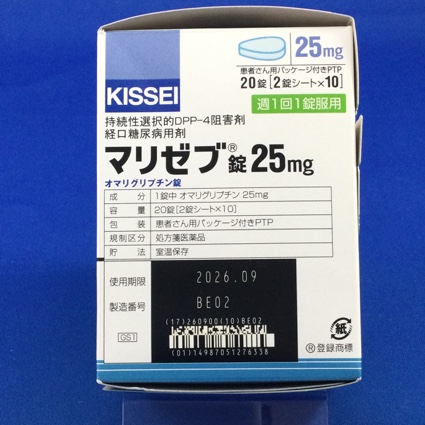 25mg
患者さん用パッケージ付きPTP
20錠[2錠シート×10]
週1回1錠服用
KISSEI
持続性選択的DPP-4阻害剤
経口糖尿病用剤
マリゼブ®錠25mg
オマリグリプチン錠
成 分 1錠中 オマリグリプチン 25mg
容 量 20錠[2錠シート×10]
包 装 患者さん用パッケージ付きPTP
規制区分 処方箋医薬品
貯 法 室温保存
使用期限 2026.09
製造番号 BE02
(17)260900(10)BE02
GS1
(01)14987051276338
紙
®登録商標